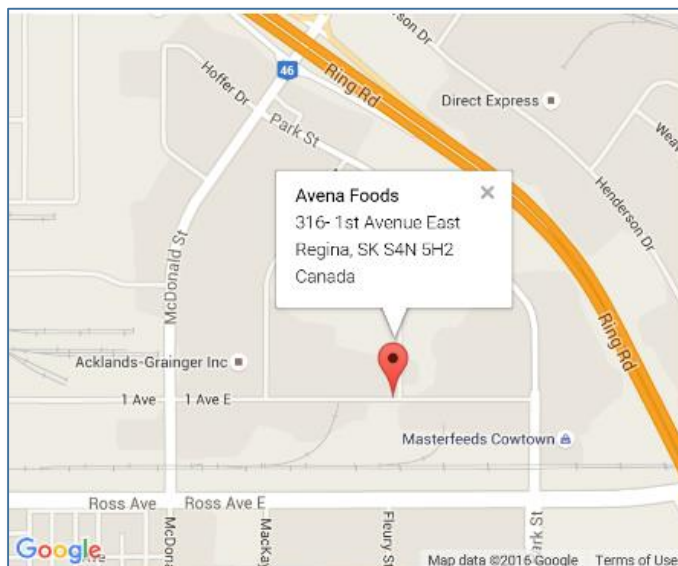 46
Hoffer Dr
Park St
Ring Rd
Direct Express
Henderson Dr
McDonald St
Avena Foods
316- 1st Avenue East
Regina, SK S4N 5H2
Canada
Ring Rd
Acklands-Grainger Inc
1 Ave
1 Ave E
Masterfeeds Cowtown
Ross Ave
Ross Ave E
Fleury St
Google
Map data ©2016 Google
Terms of Use